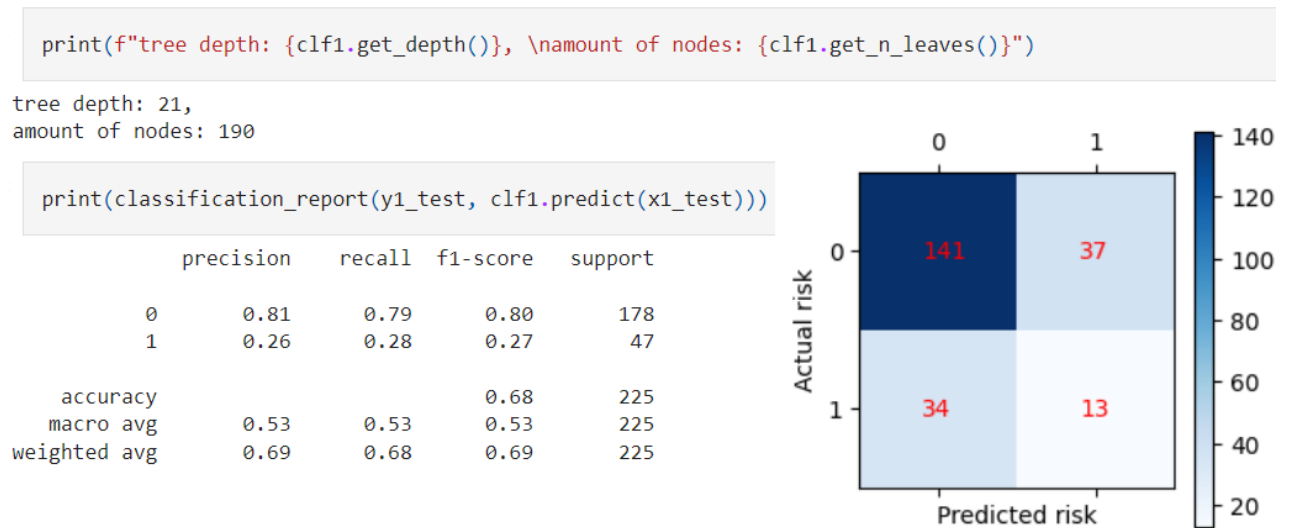 print(f"tree depth: {clf1.get_depth()}, \namount of nodes: {clf1.get_n_leaves()}")
tree depth: 21,
amount of nodes: 190
print(classification_report(y1_test, clf1.predict(x1_test)))
precision recall f1-score support
0 0.81 0.79 0.80 178
1 0.26 0.28 0.27 47
accuracy 0.68 225
macro avg 0.53 0.53 0.53 225
weighted avg 0.69 0.68 0.69 225
0 1
0 141 37
1 34 13
Actual risk
Predicted risk
140
120
100
80
60
40
20